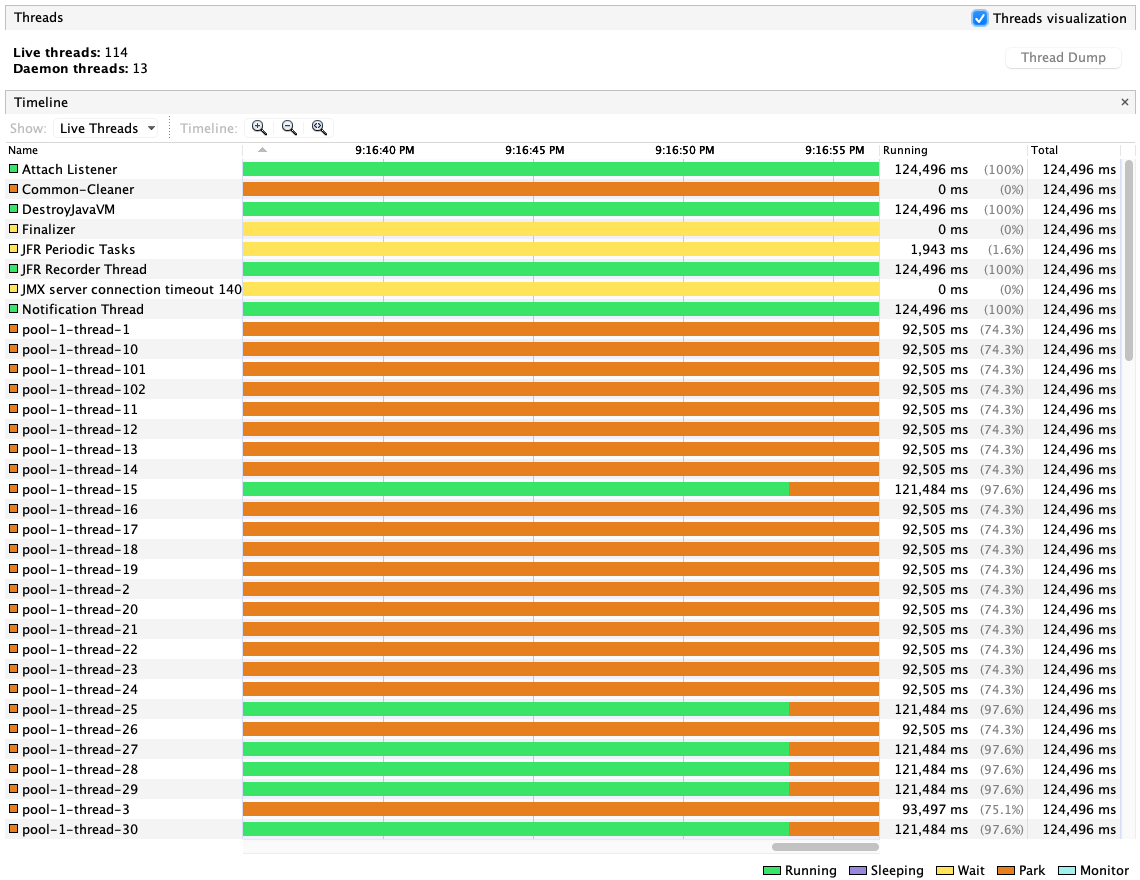 Threads Threads visualization
Live threads: 114
Daemon threads: 13 Thread Dump
Timeline ×
Show: Live Threads Timeline:
Name 9:16:40 PM 9:16:45 PM 9:16:50 PM 9:16:55 PM Running Total
Attach Listener 124,496 ms (100%) 124,496 ms
Common-Cleaner 0 ms (0%) 124,496 ms
DestroyJavaVM 124,496 ms (100%) 124,496 ms
Finalizer 0 ms (0%) 124,496 ms
JFR Periodic Tasks 1,943 ms (1.6%) 124,496 ms
JFR Recorder Thread 124,496 ms (100%) 124,496 ms
JMX server connection timeout 140 0 ms (0%) 124,496 ms
Notification Thread 124,496 ms (100%) 124,496 ms
pool-1-thread-1 92,505 ms (74.3%) 124,496 ms
pool-1-thread-10 92,505 ms (74.3%) 124,496 ms
pool-1-thread-101 92,505 ms (74.3%) 124,496 ms
pool-1-thread-102 92,505 ms (74.3%) 124,496 ms
pool-1-thread-11 92,505 ms (74.3%) 124,496 ms
pool-1-thread-12 92,505 ms (74.3%) 124,496 ms
pool-1-thread-13 92,505 ms (74.3%) 124,496 ms
pool-1-thread-14 92,505 ms (74.3%) 124,496 ms
pool-1-thread-15 121,484 ms (97.6%) 124,496 ms
pool-1-thread-16 92,505 ms (74.3%) 124,496 ms
pool-1-thread-17 92,505 ms (74.3%) 124,496 ms
pool-1-thread-18 92,505 ms (74.3%) 124,496 ms
pool-1-thread-19 92,505 ms (74.3%) 124,496 ms
pool-1-thread-2 92,505 ms (74.3%) 124,496 ms
pool-1-thread-20 92,505 ms (74.3%) 124,496 ms
pool-1-thread-21 92,505 ms (74.3%) 124,496 ms
pool-1-thread-22 92,505 ms (74.3%) 124,496 ms
pool-1-thread-23 92,505 ms (74.3%) 124,496 ms
pool-1-thread-24 92,505 ms (74.3%) 124,496 ms
pool-1-thread-25 121,484 ms (97.6%) 124,496 ms
pool-1-thread-26 92,505 ms (74.3%) 124,496 ms
pool-1-thread-27 121,484 ms (97.6%) 124,496 ms
pool-1-thread-28 121,484 ms (97.6%) 124,496 ms
pool-1-thread-29 121,484 ms (97.6%) 124,496 ms
pool-1-thread-3 93,497 ms (75.1%) 124,496 ms
pool-1-thread-30 121,484 ms (97.6%) 124,496 ms
Running Sleeping Wait Park Monitor